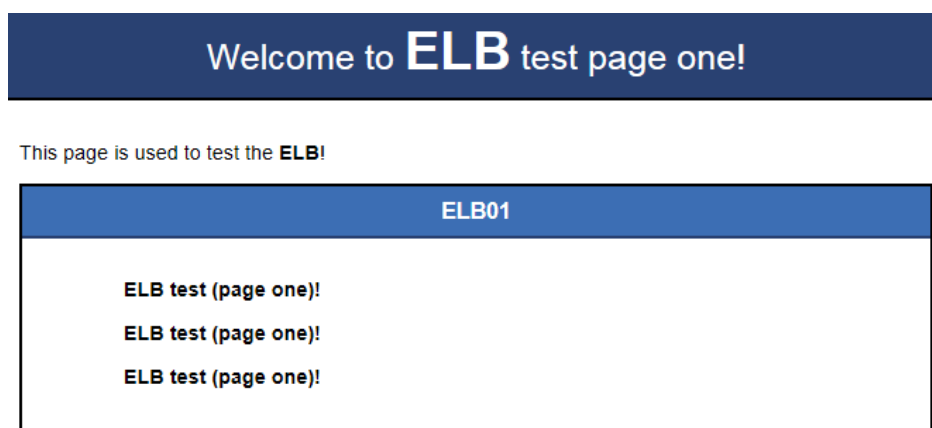 Welcome to ELB test page one!
This page is used to test the ELB!
ELB01
ELB test (page one)!
ELB test (page one)!
ELB test (page one)!